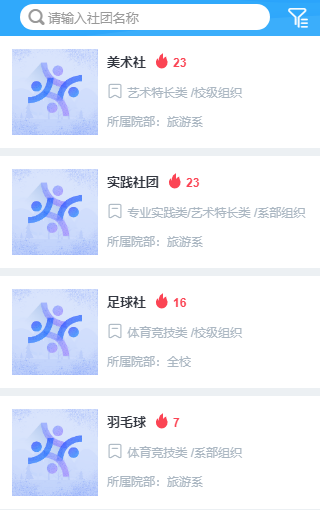 请输入社团名称
美术社 23
艺术特长类 /校级组织
所属院部：旅游系
实践社团 23
专业实践类/艺术特长类 /系部组织
所属院部：旅游系
足球社 16
体育竞技类 /校级组织
所属院部：全校
羽毛球 7
体育竞技类 /系部组织
所属院部：旅游系